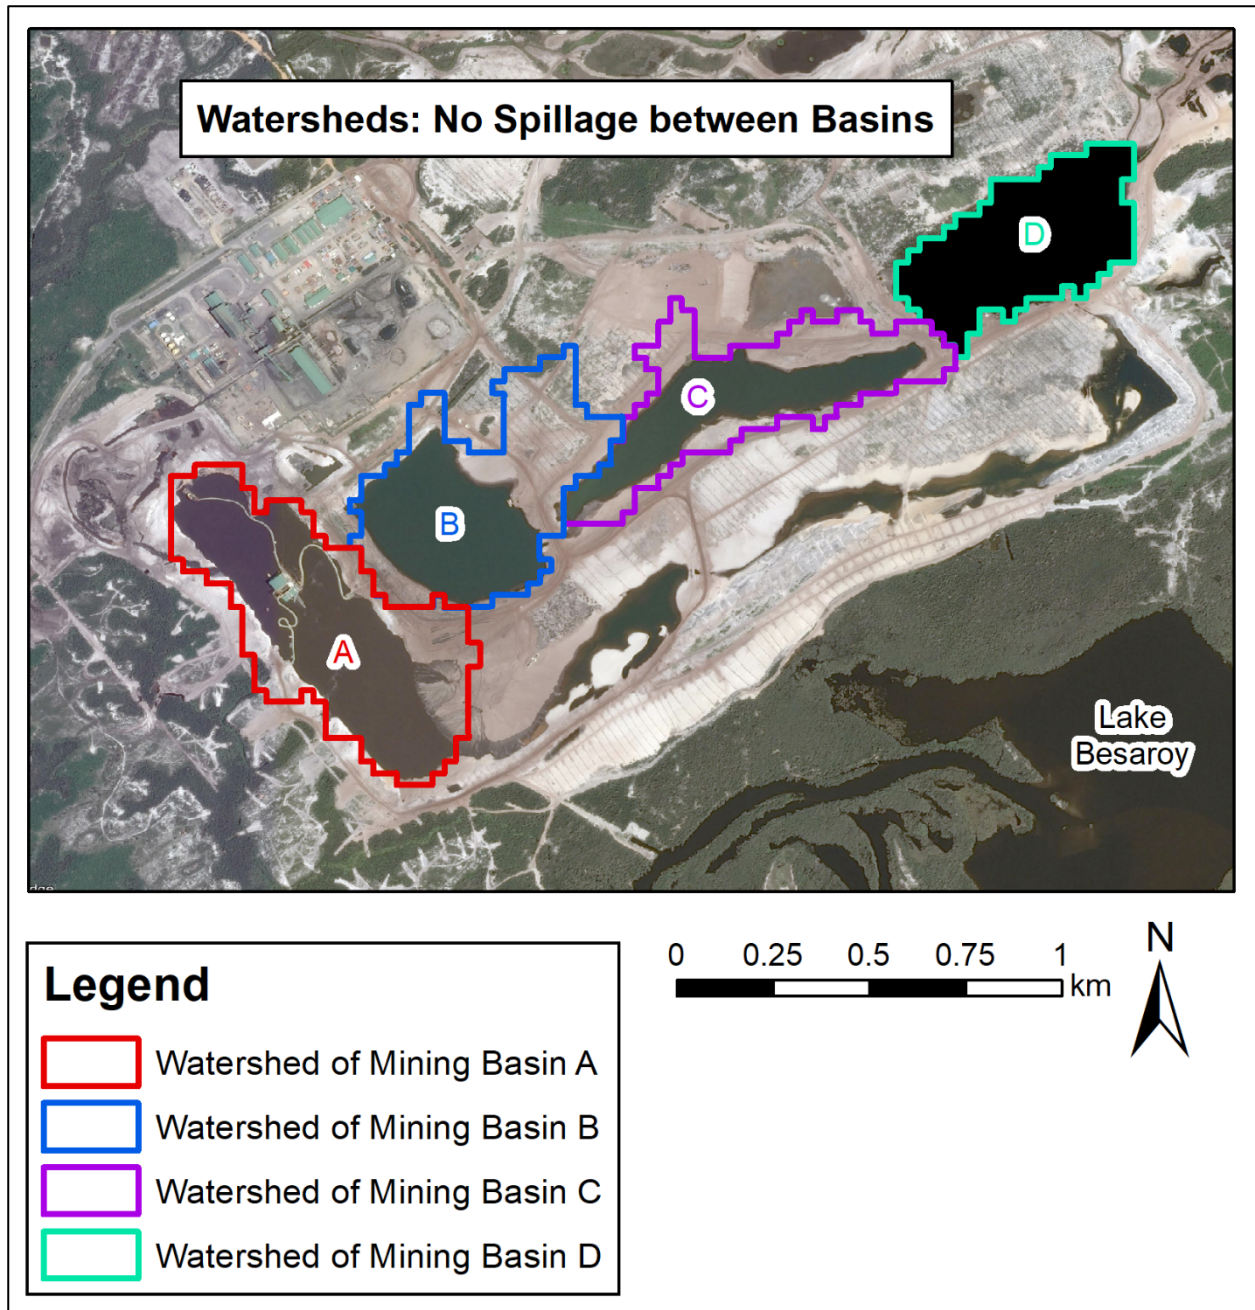 Watersheds: No Spillage between Basins
D
C
B
A
Lake
Besaroy
Legend
Watershed of Mining Basin A
Watershed of Mining Basin B
Watershed of Mining Basin C
Watershed of Mining Basin D
0 0.25 0.5 0.75 1
km
N